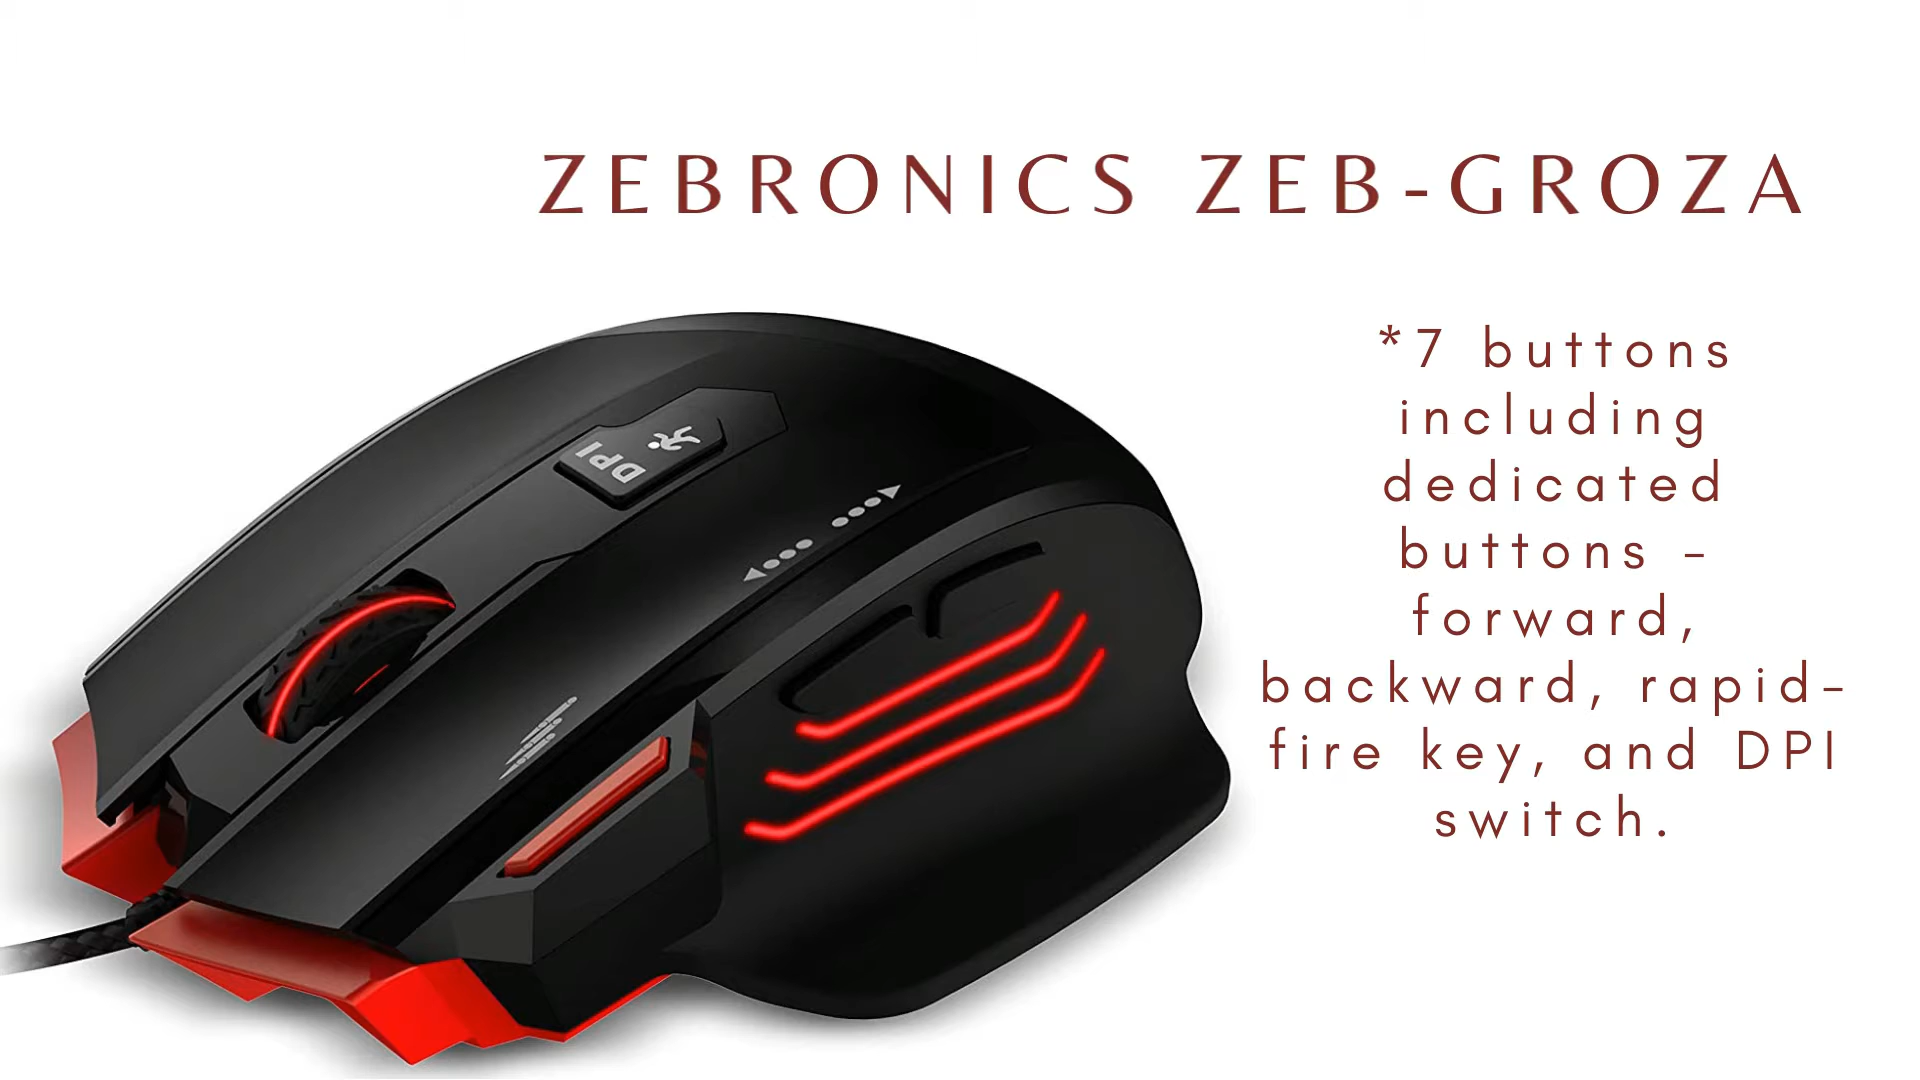 ZEBRONICS ZEB-GROZA
*7 buttons
including
dedicated
buttons -
forward,
backward, rapid-
fire key, and DPI
switch.
DPI